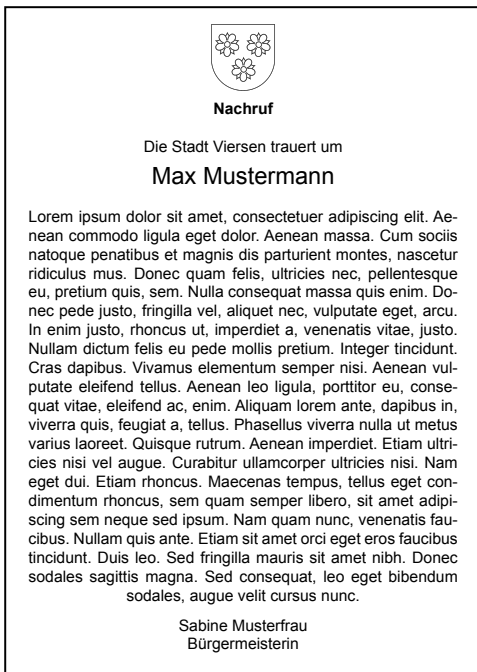 Nachruf
Die Stadt Viersen trauert um
Max Mustermann
Lorem ipsum dolor sit amet, consectetuer adipiscing elit. Ae-
nean commodo ligula eget dolor. Aenean massa. Cum sociis
natoque penatibus et magnis dis parturient montes, nascetur
ridiculus mus. Donec quam felis, ultricies nec, pellentesque
eu, pretium quis, sem. Nulla consequat massa quis enim. Do-
nec pede justo, fringilla vel, aliquet nec, vulputate eget, arcu.
In enim justo, rhoncus ut, imperdiet a, venenatis vitae, justo.
Nullam dictum felis eu pede mollis pretium. Integer tincidunt.
Cras dapibus. Vivamus elementum semper nisi. Aenean vul-
putate eleifend tellus. Aenean leo ligula, porttitor eu, conse-
quat vitae, eleifend ac, enim. Aliquam lorem ante, dapibus in,
viverra quis, feugiat a, tellus. Phasellus viverra nulla ut metus
varius laoreet. Quisque rutrum. Aenean imperdiet. Etiam ultri-
cies nisi vel augue. Curabitur ullamcorper ultricies nisi. Nam
eget dui. Etiam rhoncus. Maecenas tempus, tellus eget con-
dimentum rhoncus, sem quam semper libero, sit amet adipi-
scing sem neque sed ipsum. Nam quam nunc, venenatis fau-
cibus. Nullam quis ante. Etiam sit amet orci eget eros faucibus
tincidunt. Duis leo. Sed fringilla mauris sit amet nibh. Donec
sodales sagittis magna. Sed consequat, leo eget bibendum
sodales, augue velit cursus nunc.
Sabine Musterfrau
Bürgermeisterin